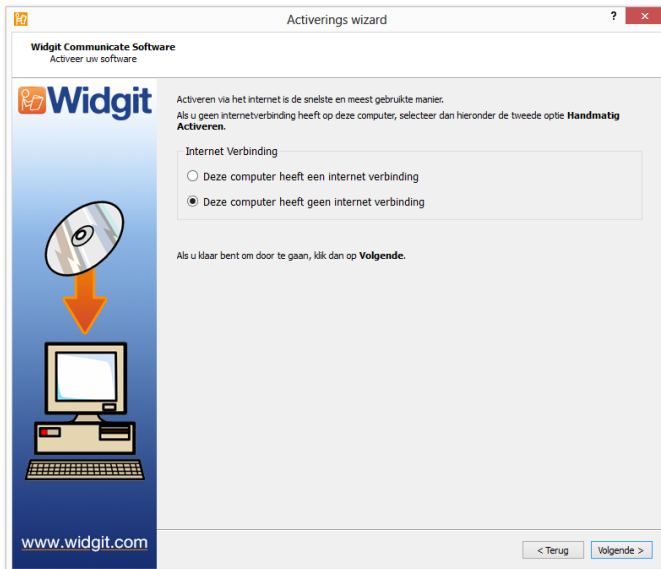 Activerings wizard
?
x
Widgit Communicate Software
Activeer uw software
Widgit
Activeren via het internet is de snelste en meest gebruikte manier.
Als u geen internetverbinding heeft op deze computer, selecteer dan hieronder de tweede optie Handmatig
Activeren.
Internet Verbinding
Deze computer heeft een internet verbinding
Deze computer heeft geen internet verbinding
Als u klaar bent om door te gaan, klik dan op Volgende.
www.widgit.com
< Terug
Volgende >